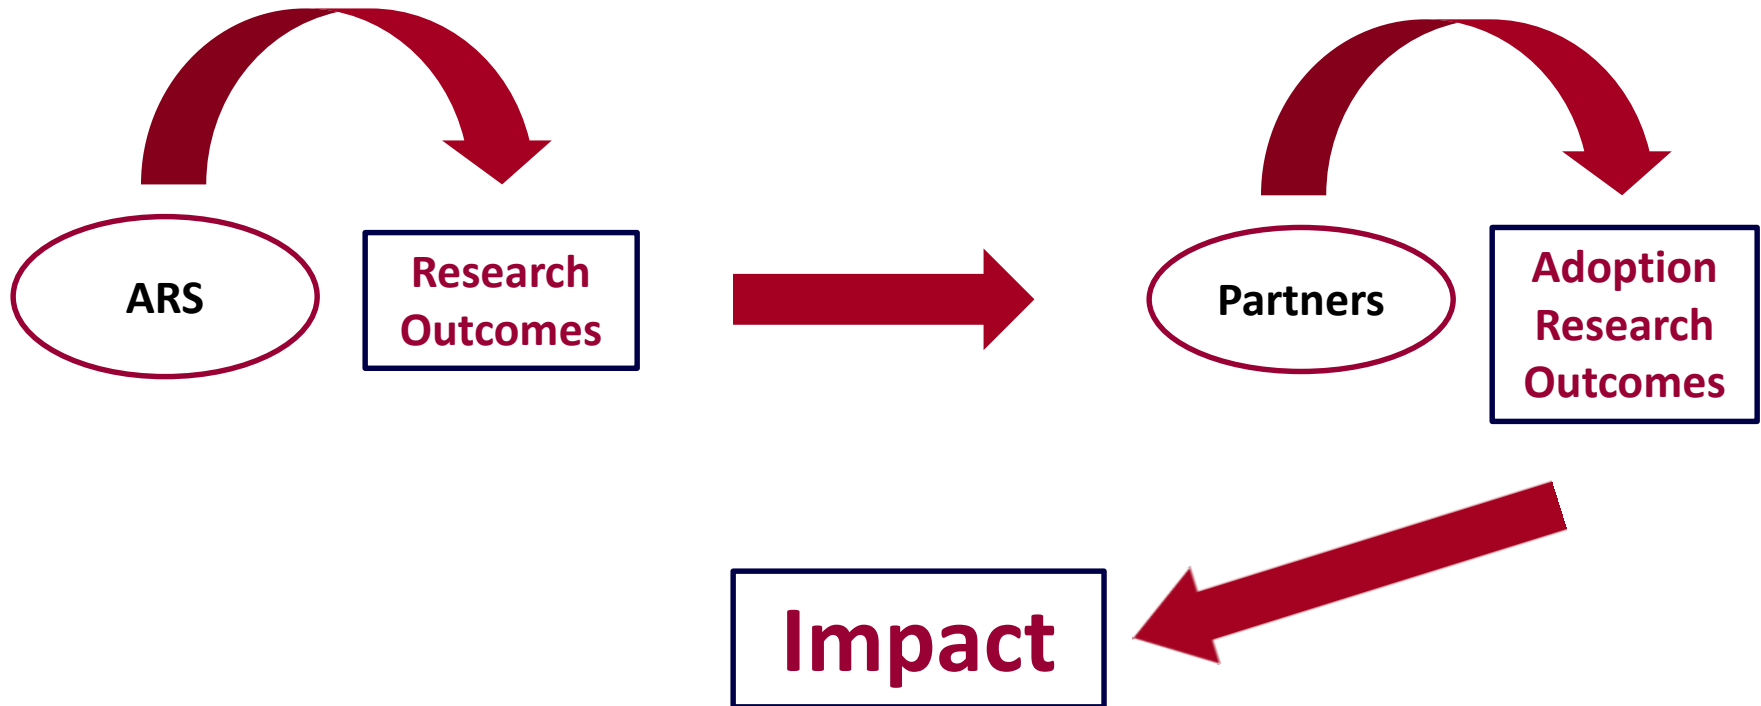 ARS
Research
Outcomes
Partners
Adoption
Research
Outcomes
Impact